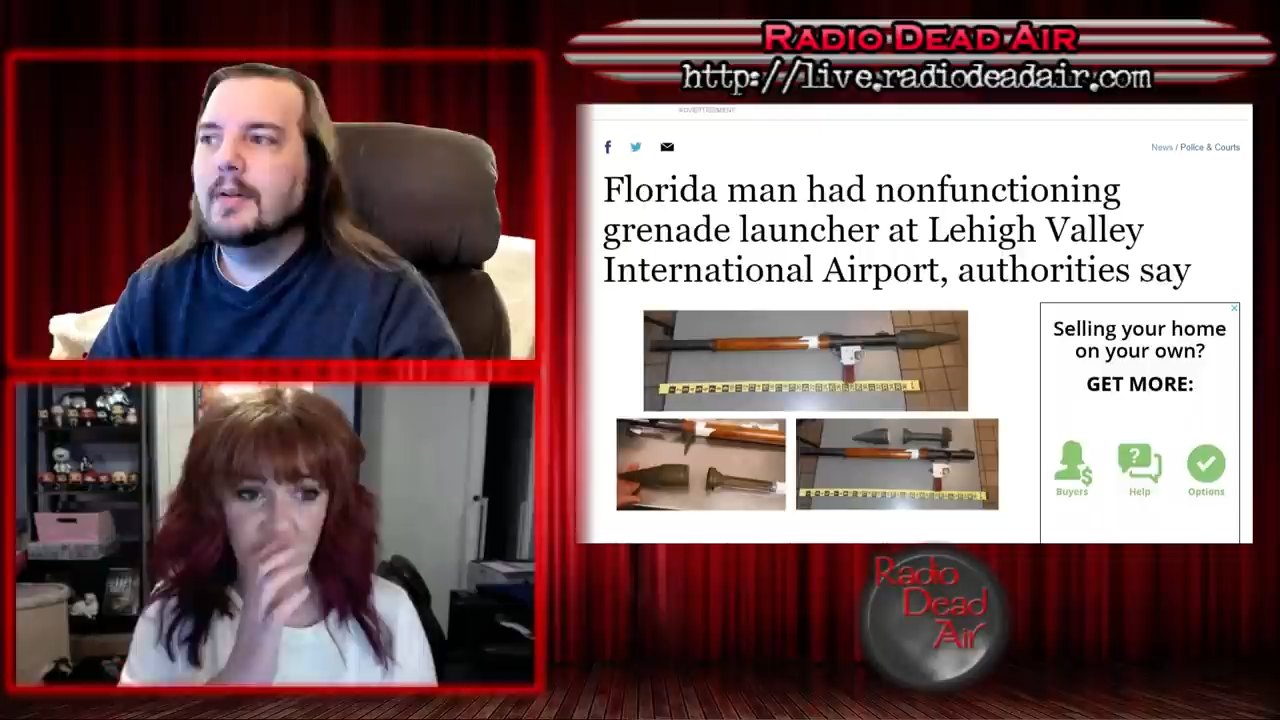 RADIO DEAD AIR
http://live.radiodeadair.com
ADVERTISEMENT
News / Police & Courts
Florida man had nonfunctioning
grenade launcher at Lehigh Valley
International Airport, authorities say
Selling your home
on your own?
GET MORE:
Buyers
Help
Options
Radio
Dead
Air